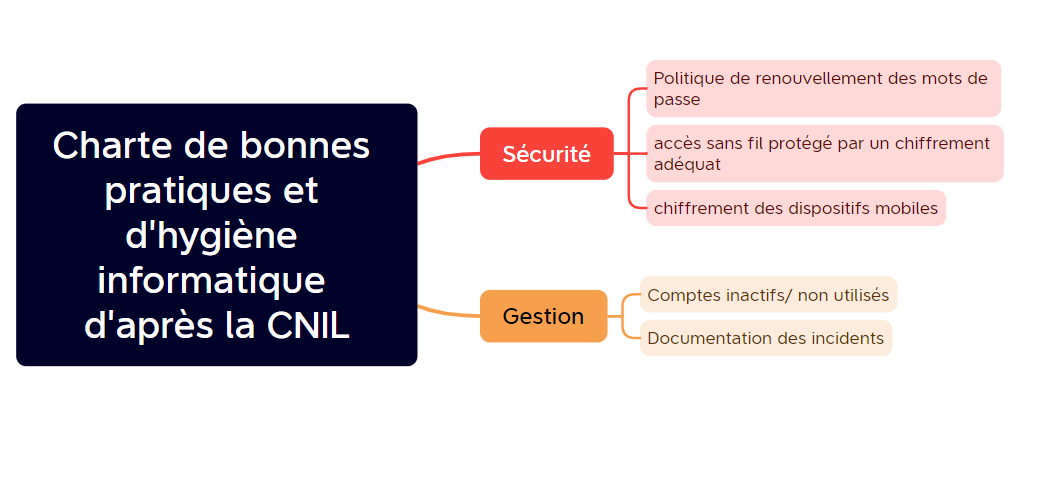 Charte de bonnes
pratiques et
d'hygiène
informatique
d'après la CNIL
Sécurité
Politique de renouvellement des mots de
passe
accès sans fil protégé par un chiffrement
adéquat
chiffrement des dispositifs mobiles
Gestion
Comptes inactifs/ non utilisés
Documentation des incidents